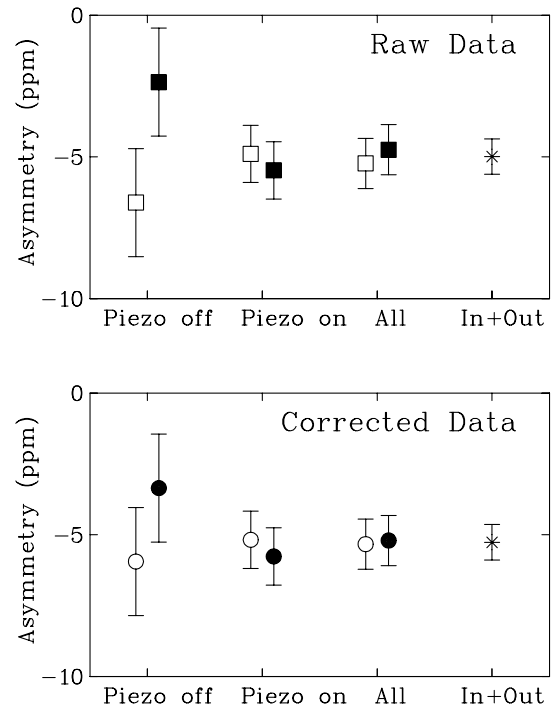 0
Raw Data
Asymmetry (ppm)
−5
−10
Piezo off Piezo on All In+Out
0
Corrected Data
Asymmetry (ppm)
−5
−10
Piezo off Piezo on All In+Out